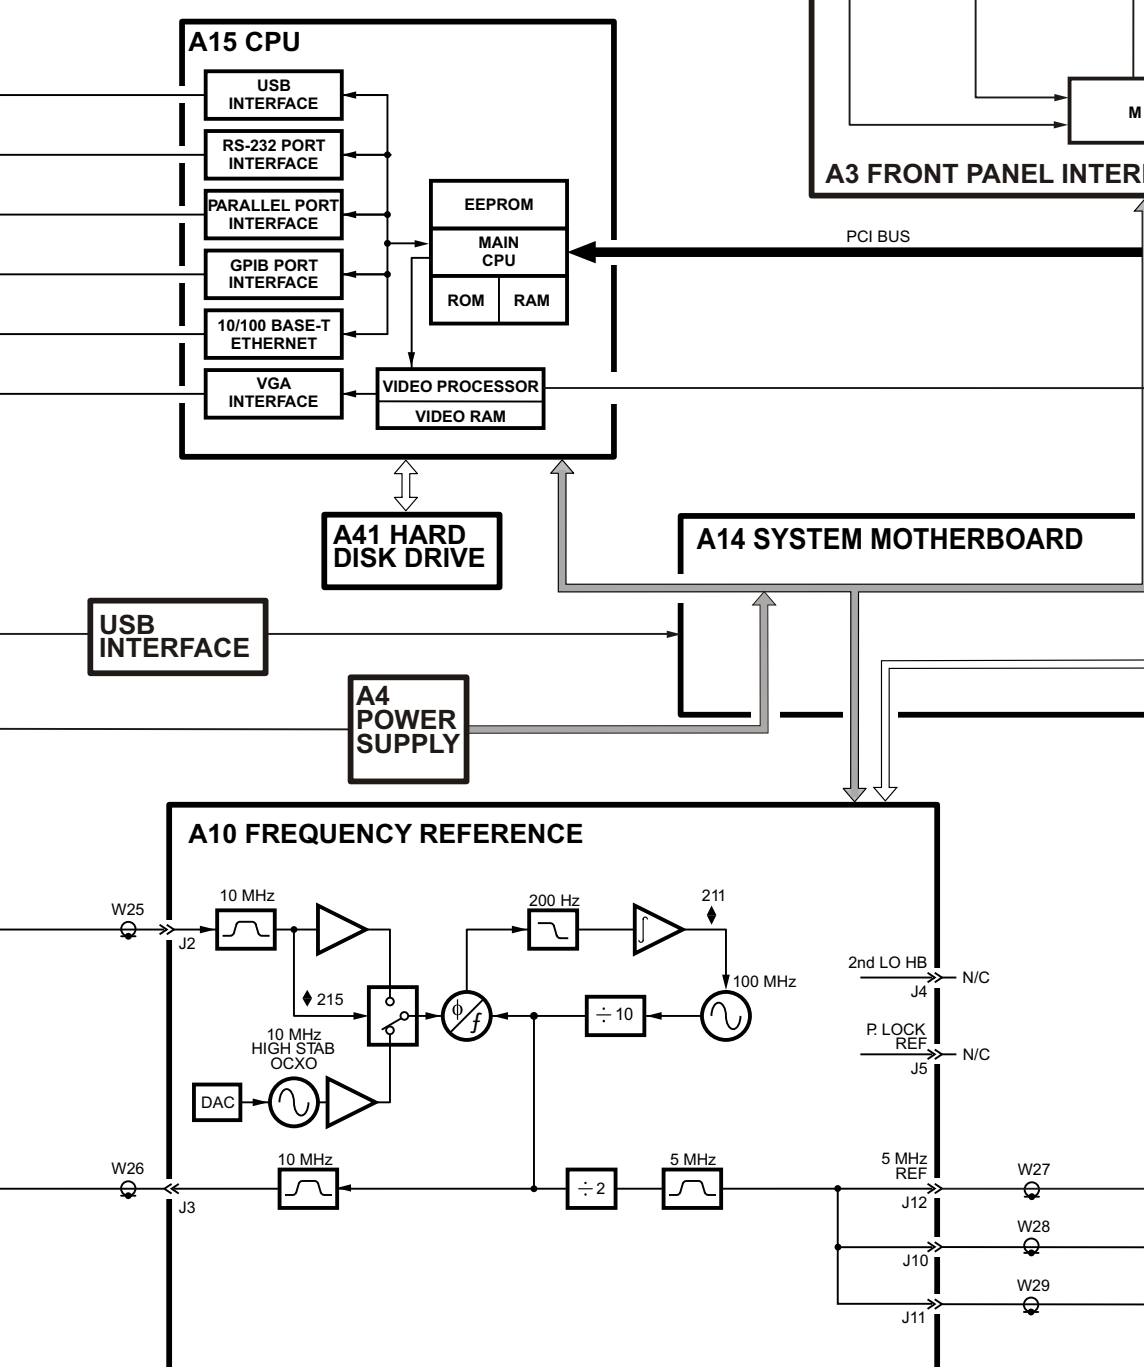 A15 CPU
USB
INTERFACE
RS-232 PORT
INTERFACE
PARALLEL PORT
INTERFACE
GPIB PORT
INTERFACE
10/100 BASE-T
ETHERNET
VGA
INTERFACE
EEPROM
MAIN
CPU
ROM
RAM
VIDEO PROCESSOR
VIDEO RAM
M
A3 FRONT PANEL INTER
PCI BUS
A41 HARD
DISK DRIVE
A14 SYSTEM MOTHERBOARD
USB
INTERFACE
A4
POWER
SUPPLY
A10 FREQUENCY REFERENCE
W25
J2
10 MHz
200 Hz
211
215
ϕ
f
÷ 10
100 MHz
10 MHz
HIGH STAB
OCXO
DAC
2nd LO HB
J4
N/C
P. LOCK
REF
J5
N/C
W26
J3
10 MHz
÷ 2
5 MHz
5 MHz
REF
J12
W27
J10
W28
J11
W29